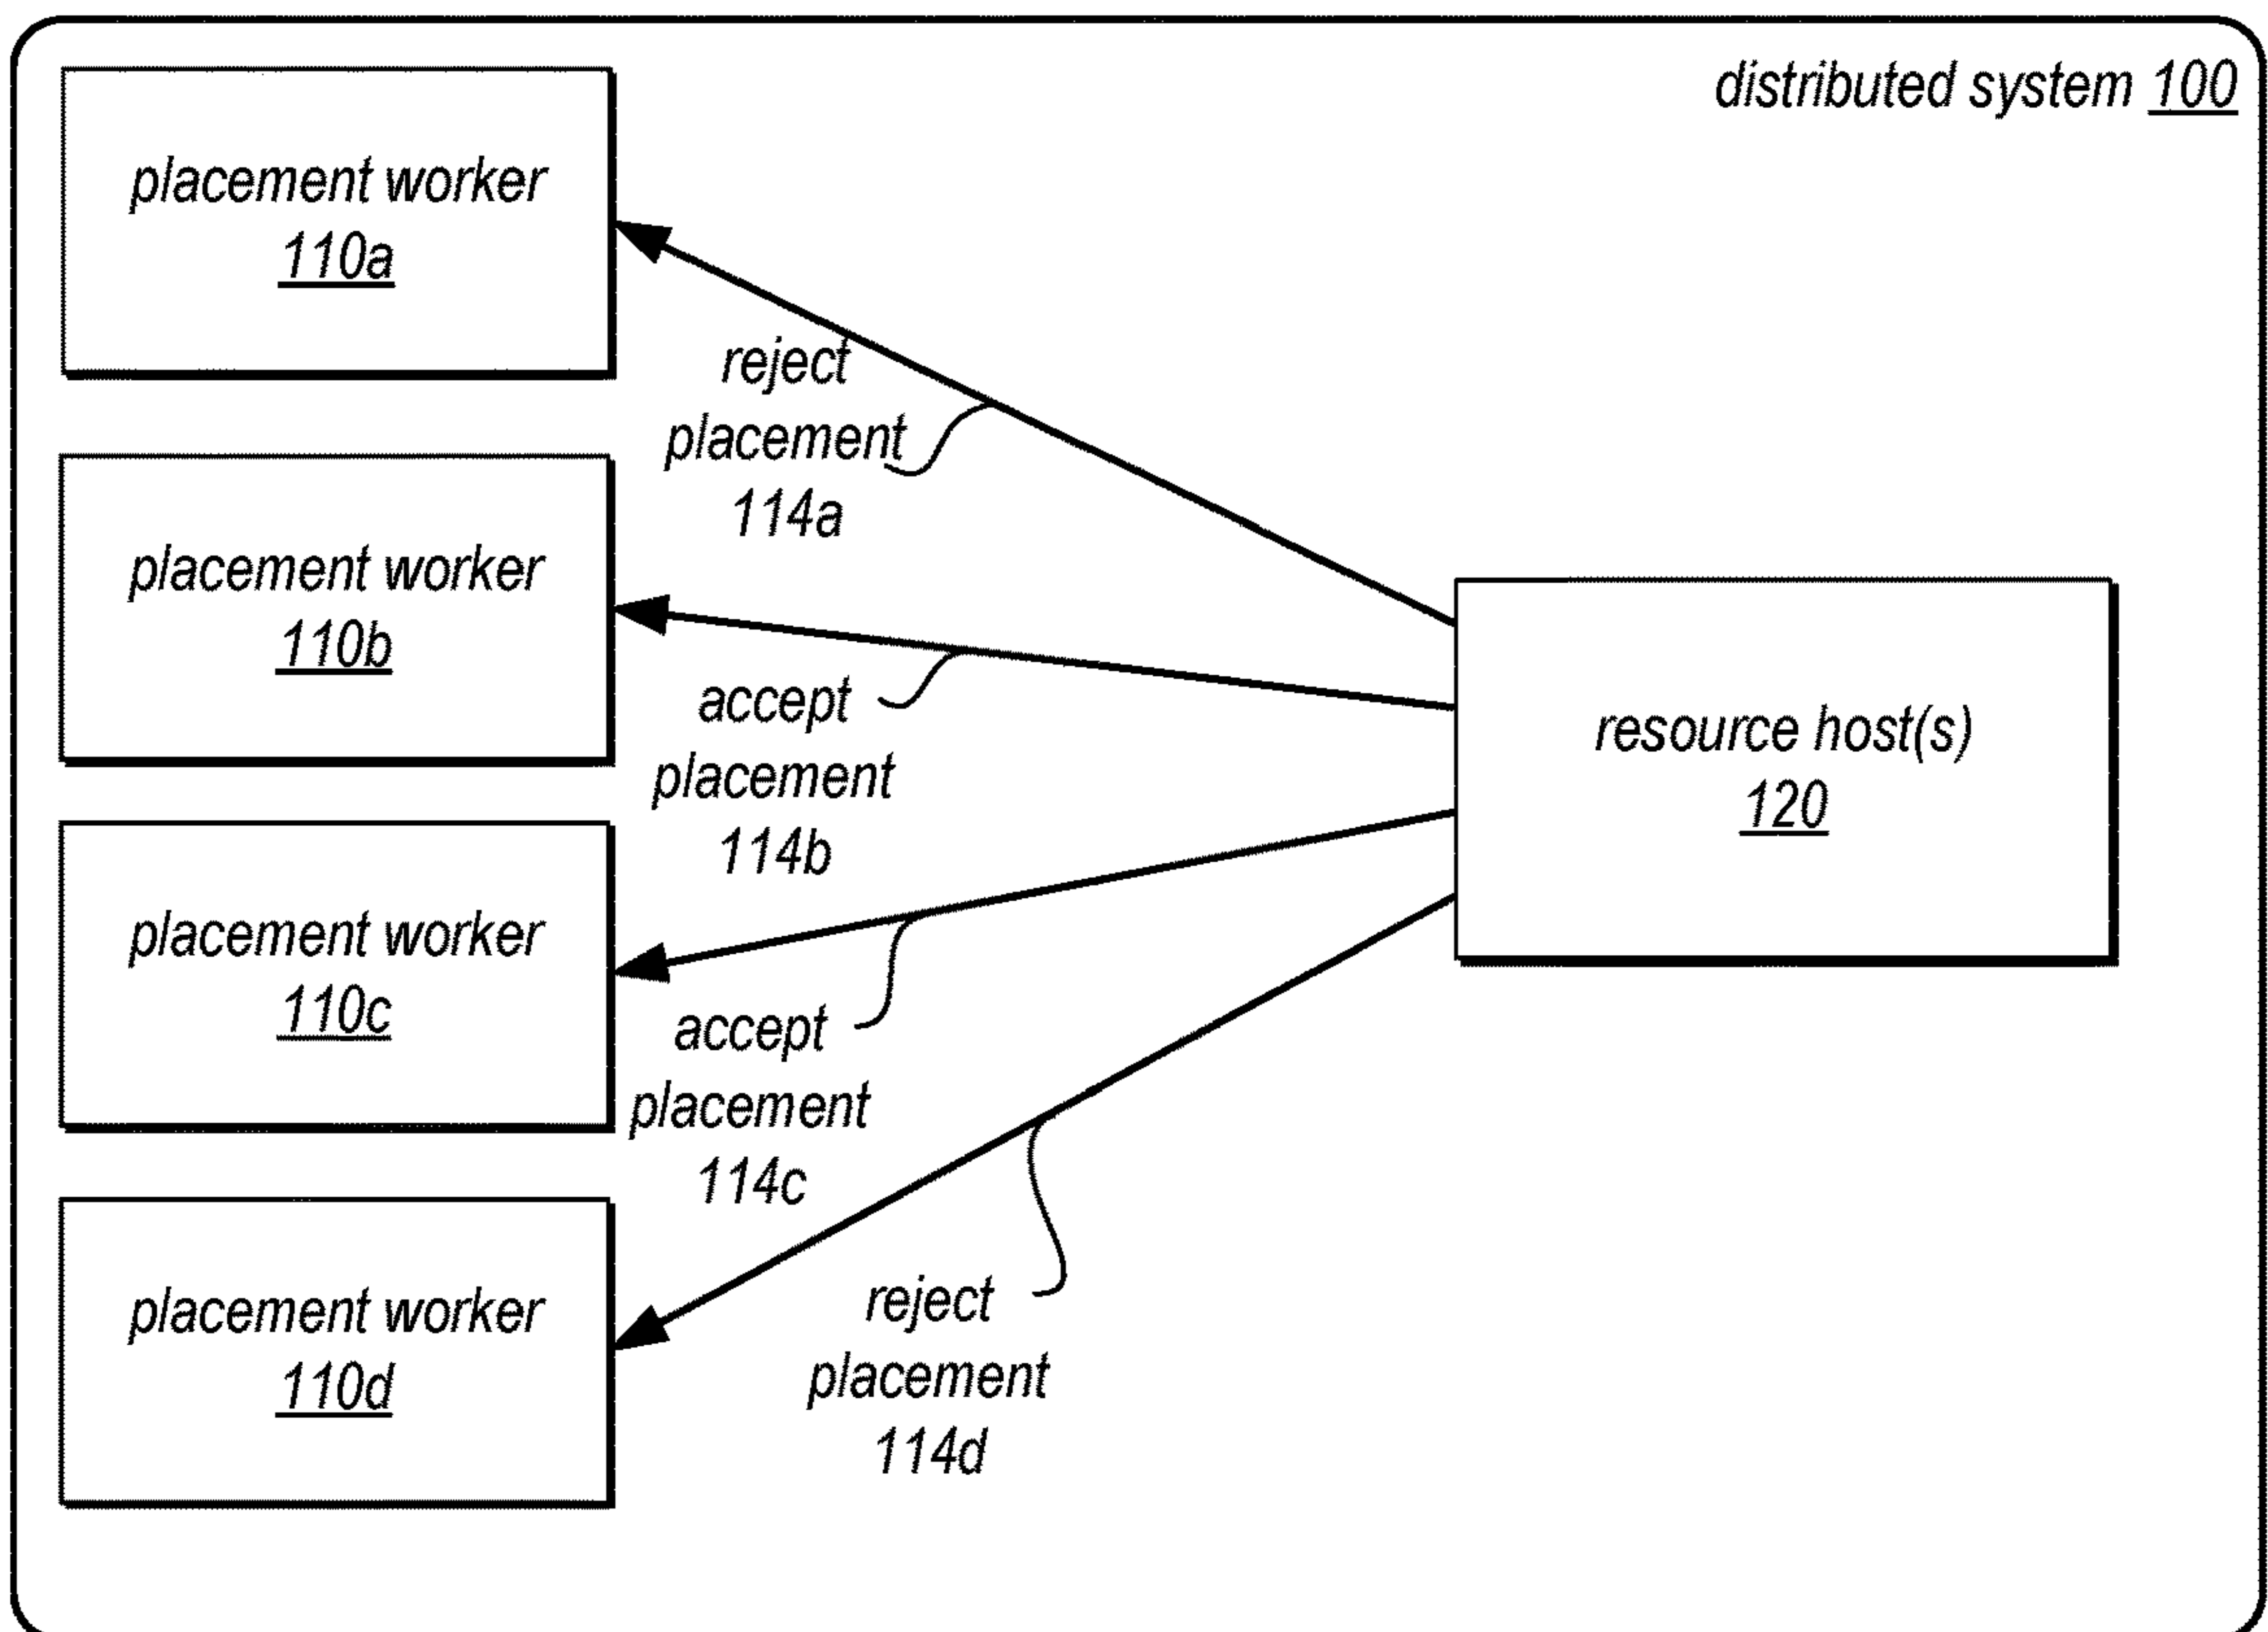 distributed system 100
placement worker
110a
reject
placement
114a
placement worker
110b
accept
placement
114b
resource host(s)
120
placement worker
110c
accept
placement
114c
placement worker
110d
reject
placement
114d